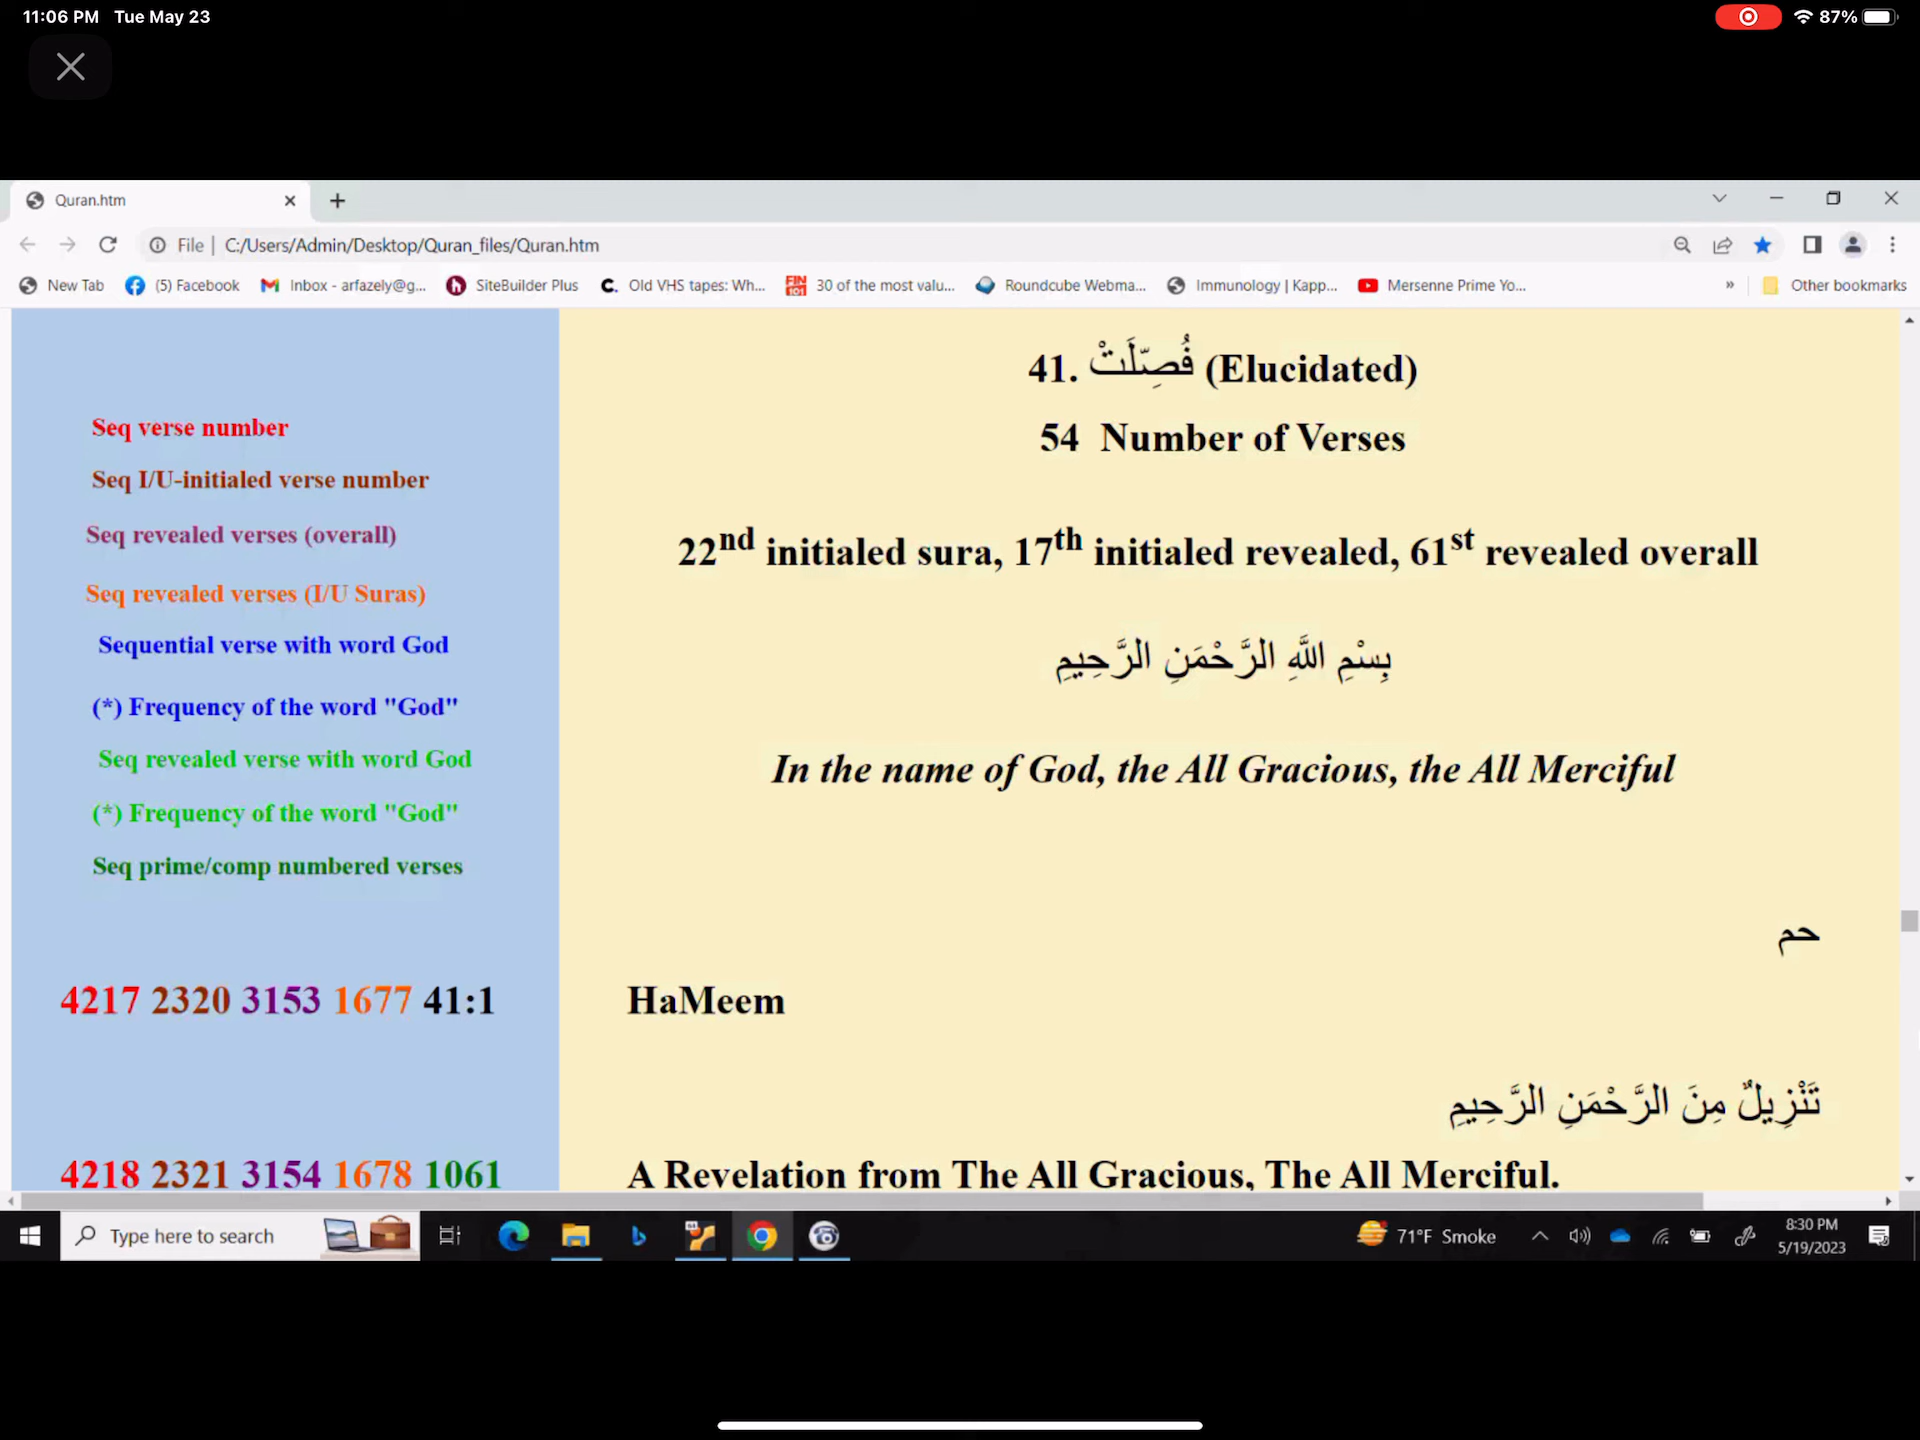 11:06 PM Tue May 23
87%
Quran.htm
File | C:/Users/Admin/Desktop/Quran_files/Quran.htm
New Tab (5) Facebook Inbox - arfazely@g... SiteBuilder Plus Old VHS tapes: Wh... FIN 101 30 of the most valu... Roundcube Webma... Immunology | Kapp... Mersenne Prime Yo... » Other bookmarks
41. فُصِّلَتْ (Elucidated)
54 Number of Verses
22nd initialed sura, 17th initialed revealed, 61st revealed overall
بِسْمِ اللَّهِ الرَّحْمَنِ الرَّحِيمِ
In the name of God, the All Gracious, the All Merciful
Seq verse number
Seq I/U-initialed verse number
Seq revealed verses (overall)
Seq revealed verses (I/U Suras)
Sequential verse with word God
(*) Frequency of the word "God"
Seq revealed verse with word God
(*) Frequency of the word "God"
Seq prime/comp numbered verses
حم
4217 2320 3153 1677 41:1 HaMeem
تَنْزِيلٌ مِنَ الرَّحْمَنِ الرَّحِيمِ
4218 2321 3154 1678 1061 A Revelation from The All Gracious, The All Merciful.
Type here to search
71°F Smoke
8:30 PM
5/19/2023